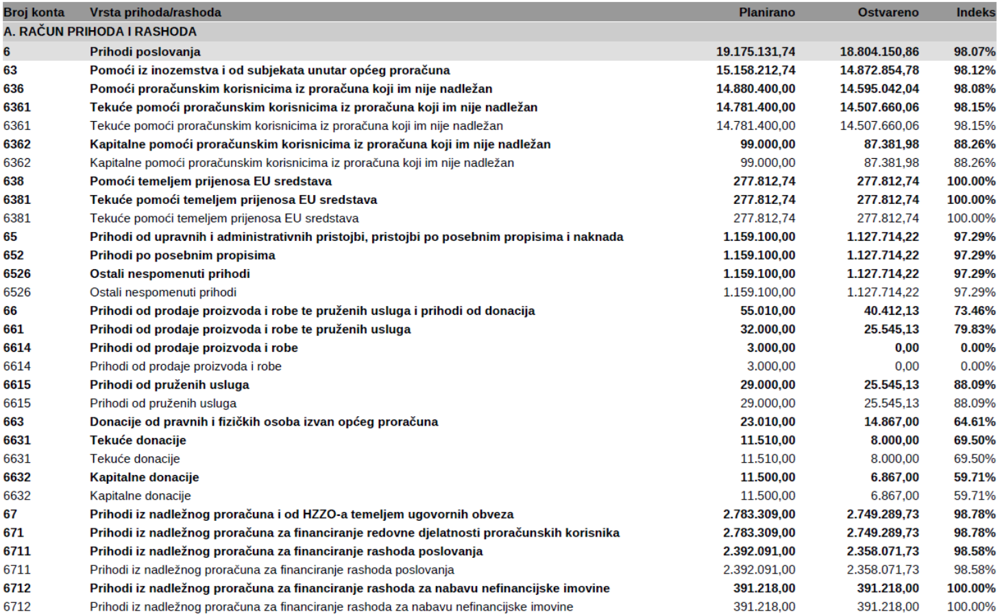 Broj konta Vrsta prihoda/rashoda Planirano Ostvareno Indeks
A. RAČUN PRIHODA I RASHODA
6 Prihodi poslovanja 19.175.131,74 18.804.150,86 98.07%
63 Pomoći iz inozemstva i od subjekata unutar općeg proračuna 15.158.212,74 14.872.854,78 98.12%
636 Pomoći proračunskim korisnicima iz proračuna koji im nije nadležan 14.880.400,00 14.595.042,04 98.08%
6361 Tekuće pomoći proračunskim korisnicima iz proračuna koji im nije nadležan 14.781.400,00 14.507.660,06 98.15%
6361 Tekuće pomoći proračunskim korisnicima iz proračuna koji im nije nadležan 14.781.400,00 14.507.660,06 98.15%
6362 Kapitalne pomoći proračunskim korisnicima iz proračuna koji im nije nadležan 99.000,00 87.381,98 88.26%
6362 Kapitalne pomoći proračunskim korisnicima iz proračuna koji im nije nadležan 99.000,00 87.381,98 88.26%
638 Pomoći temeljem prijenosa EU sredstava 277.812,74 277.812,74 100.00%
6381 Tekuće pomoći temeljem prijenosa EU sredstava 277.812,74 277.812,74 100.00%
6381 Tekuće pomoći temeljem prijenosa EU sredstava 277.812,74 277.812,74 100.00%
65 Prihodi od upravnih i administrativnih pristojbi, pristojbi po posebnim propisima i naknada 1.159.100,00 1.127.714,22 97.29%
652 Prihodi po posebnim propisima 1.159.100,00 1.127.714,22 97.29%
6526 Ostali nespomenuti prihodi 1.159.100,00 1.127.714,22 97.29%
6526 Ostali nespomenuti prihodi 1.159.100,00 1.127.714,22 97.29%
66 Prihodi od prodaje proizvoda i robe te pruženih usluga i prihodi od donacija 55.010,00 40.412,13 73.46%
661 Prihodi od prodaje proizvoda i robe te pruženih usluga 32.000,00 25.545,13 79.83%
6614 Prihodi od prodaje proizvoda i robe 3.000,00 0,00 0.00%
6614 Prihodi od prodaje proizvoda i robe 3.000,00 0,00 0.00%
6615 Prihodi od pruženih usluga 29.000,00 25.545,13 88.09%
6615 Prihodi od pruženih usluga 29.000,00 25.545,13 88.09%
663 Donacije od pravnih i fizičkih osoba izvan općeg proračuna 23.010,00 14.867,00 64.61%
6631 Tekuće donacije 11.510,00 8.000,00 69.50%
6631 Tekuće donacije 11.510,00 8.000,00 69.50%
6632 Kapitalne donacije 11.500,00 6.867,00 59.71%
6632 Kapitalne donacije 11.500,00 6.867,00 59.71%
67 Prihodi iz nadležnog proračuna i od HZZO-a temeljem ugovornih obveza 2.783.309,00 2.749.289,73 98.78%
671 Prihodi iz nadležnog proračuna za financiranje redovne djelatnosti proračunskih korisnika 2.783.309,00 2.749.289,73 98.78%
6711 Prihodi iz nadležnog proračuna za financiranje rashoda poslovanja 2.392.091,00 2.358.071,73 98.58%
6711 Prihodi iz nadležnog proračuna za financiranje rashoda poslovanja 2.392.091,00 2.358.071,73 98.58%
6712 Prihodi iz nadležnog proračuna za financiranje rashoda za nabavu nefinancijske imovine 391.218,00 391.218,00 100.00%
6712 Prihodi iz nadležnog proračuna za financiranje rashoda za nabavu nefinancijske imovine 391.218,00 391.218,00 100.00%